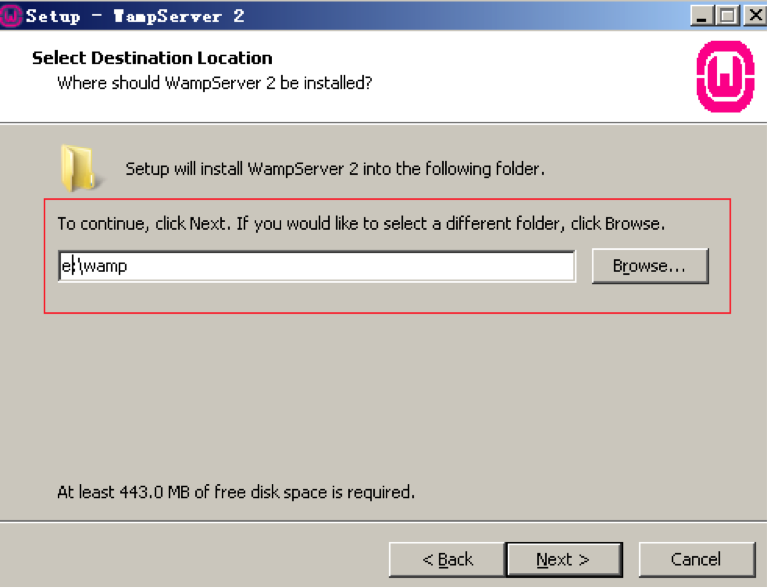 Setup - WampServer 2
Select Destination Location
Where should WampServer 2 be installed?
Setup will install WampServer 2 into the following folder.
To continue, click Next. If you would like to select a different folder, click Browse.
e:\wamp
Browse...
At least 443.0 MB of free disk space is required.
< Back
Next >
Cancel